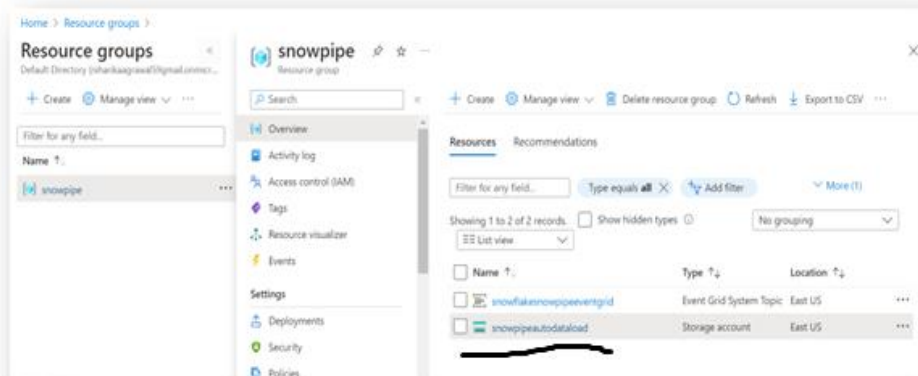 Home > Resource groups >
Resource groups
«
Default Directory
+ Create Manage view ...
Filter for any field...
Name ↑↓
snowpipe ...
snowpipe ...
Resource group
Search
«
Overview
Activity log
Access control (IAM)
Tags
Resource visualizer
Events
Settings
Deployments
Security
Policies
+ Create Manage view Delete resource group Refresh Export to CSV ...
Resources Recommendations
Filter for any field... Type equals all × Add filter More (1)
Showing 1 to 2 of 2 records. Show hidden types No grouping
List view
Name ↑ Type ↑↓ Location ↑↓
snowflakesnowpipeeventgrid Event Grid System Topic East US ...
snowpipeautodataload Storage account East US ...